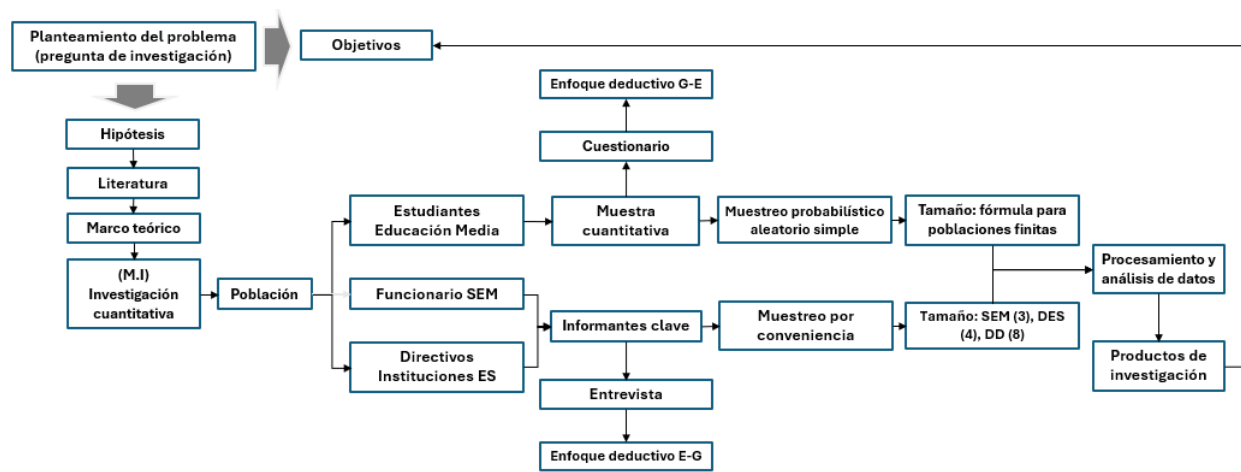 Planteamiento del problema
(pregunta de investigación)
Objetivos
Hipótesis
Literatura
Marco teórico
(M.I)
Investigación
cuantitativa
Población
Enfoque deductivo G-E
Cuestionario
Estudiantes
Educación Media
Muestra
cuantitativa
Muestreo probabilístico
aleatorio simple
Tamaño: fórmula para
poblaciones finitas
Funcionario SEM
Directivos
Instituciones ES
Informantes clave
Muestreo por
conveniencia
Tamaño: SEM (3), DES
(4), DD (8)
Entrevista
Enfoque deductivo E-G
Procesamiento y
análisis de datos
Productos de
investigación